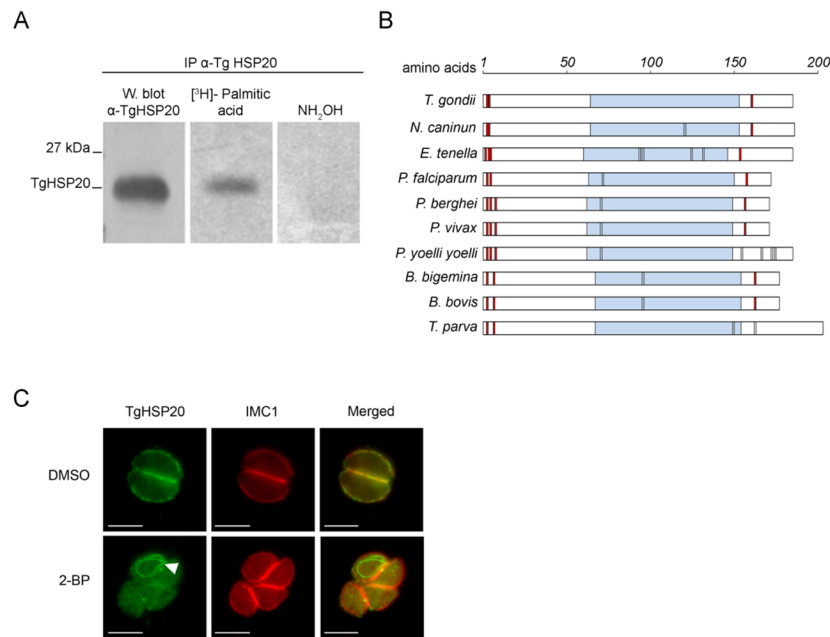 A
IP α-Tg HSP20
W. blot
α-TgHSP20
[³H]- Palmitic
acid
NH₂OH
27 kDa
TgHSP20
B
amino acids
1 50 100 150 200
T. gondii
N. caninun
E. tenella
P. falciparum
P. berghei
P. vivax
P. yoelli yoelli
B. bigemina
B. bovis
T. parva
C
TgHSP20 IMC1 Merged
DMSO
2-BP